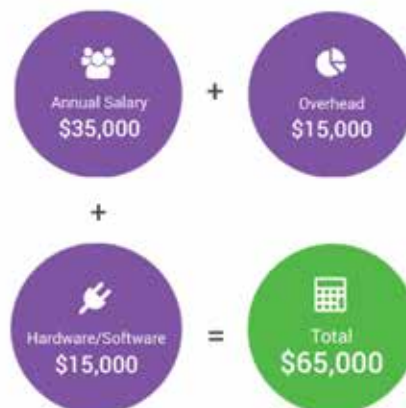 Annual Salary
$35,000
+
Overhead
$15,000
+
Hardware/Software
$15,000
=
Total
$65,000